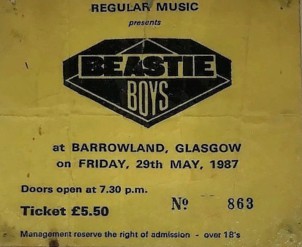 REGULAR MUSIC
presents
BEASTIE
BOYS
at BARROWLAND, GLASGOW
on FRIDAY, 29th MAY, 1987
Doors open at 7.30 p.m.
Nº 863
Ticket £5.50
Management reserve the right of admission - over 18's